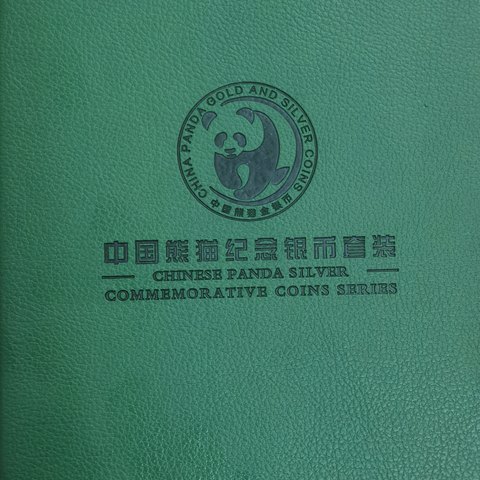 CHINA PANDA GOLD AND SILVER COINS
中国熊猫金银币
中国熊猫纪念银币套装
CHINESE PANDA SILVER
COMMEMORATIVE COINS SERIES